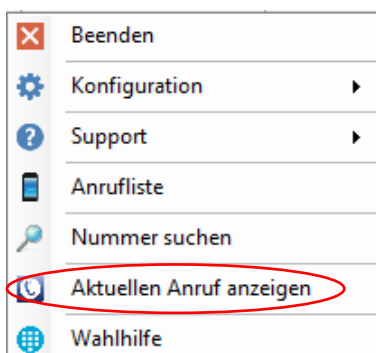 Beenden
Konfiguration
Support
Anrufliste
Nummer suchen
Aktuellen Anruf anzeigen
Wahlhilfe